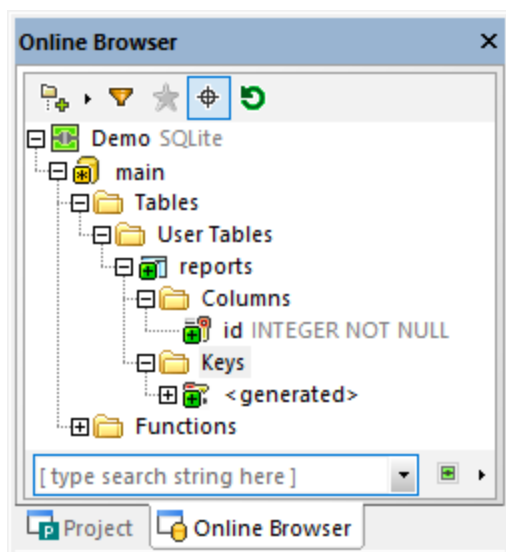 Online Browser
Demo SQLite
main
Tables
User Tables
reports
Columns
id INTEGER NOT NULL
Keys
<generated>
Functions
[ type search string here ]
Project Online Browser